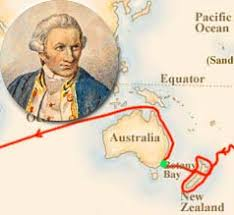 Pacific
Ocean
(Sand
Equator
O
Australia
Botany
Bay
New
Zealand